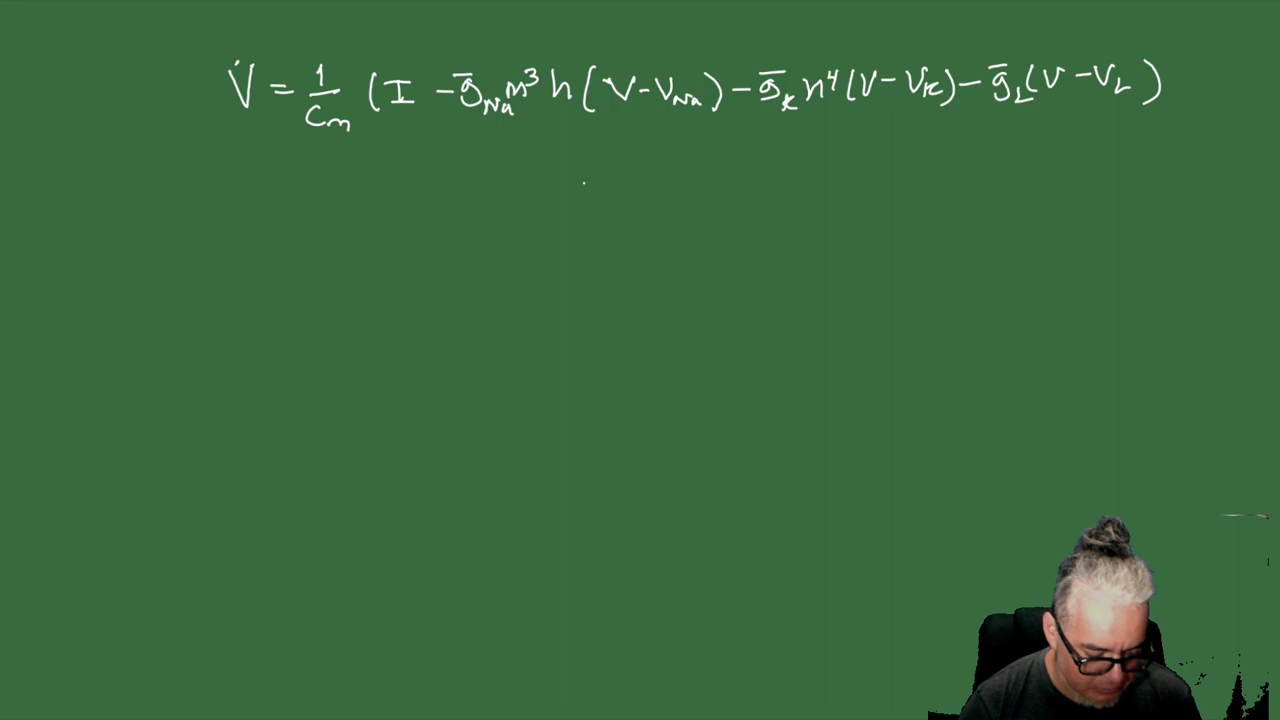 V̇ = 1/Cm (I - ḡNa m³ h (V - VNa) - ḡK n⁴ (V - VK) - ḡL (V - VL))